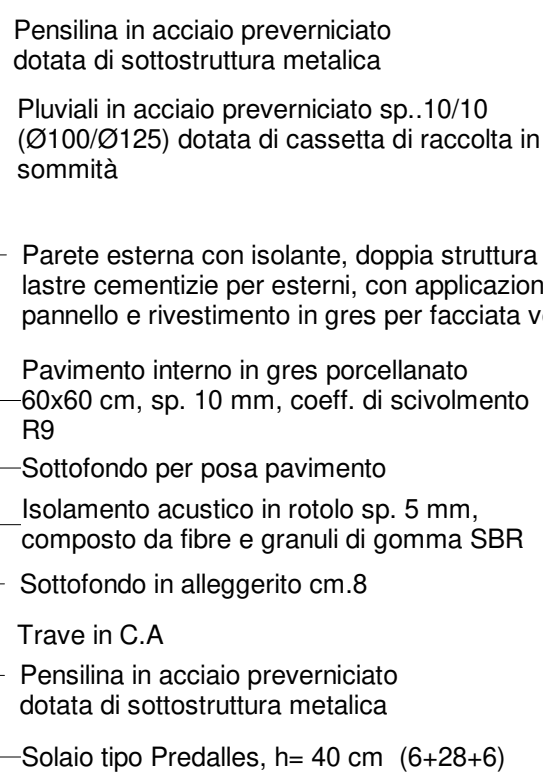 Pensilina in acciaio preverniciato
dotata di sottostruttura metalica
Pluviali in acciaio preverniciato sp..10/10
(Ø100/Ø125) dotata di cassetta di raccolta in
sommità
Parete esterna con isolante, doppia struttura
lastre cementizie per esterni, con applicazion
pannello e rivestimento in gres per facciata v
Pavimento interno in gres porcellanato
60x60 cm, sp. 10 mm, coeff. di scivolmento
R9
Sottofondo per posa pavimento
Isolamento acustico in rotolo sp. 5 mm,
composto da fibre e granuli di gomma SBR
Sottofondo in alleggerito cm.8
Trave in C.A
Pensilina in acciaio preverniciato
dotata di sottostruttura metalica
Solaio tipo Predalles, h= 40 cm (6+28+6)